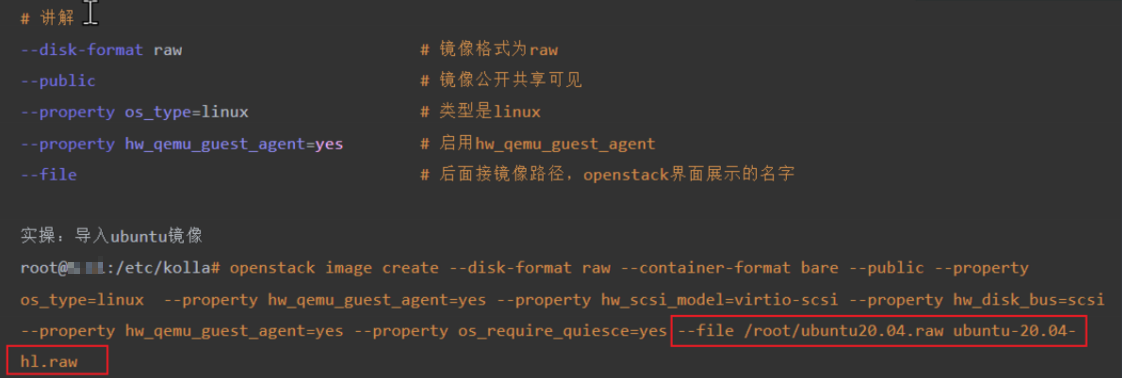 # 讲解
--disk-format raw # 镜像格式为raw
--public # 镜像公开共享可见
--property os_type=linux # 类型是linux
--property hw_qemu_guest_agent=yes # 启用hw_qemu_guest_agent
--file # 后面接镜像路径，openstack界面展示的名字
实操：导入ubuntu镜像
root@:/etc/kolla# openstack image create --disk-format raw --container-format bare --public --property
os_type=linux --property hw_qemu_guest_agent=yes --property hw_scsi_model=virtio-scsi --property hw_disk_bus=scsi
--property hw_qemu_guest_agent=yes --property os_require_quiesce=yes --file /root/ubuntu20.04.raw ubuntu-20.04-
hl.raw